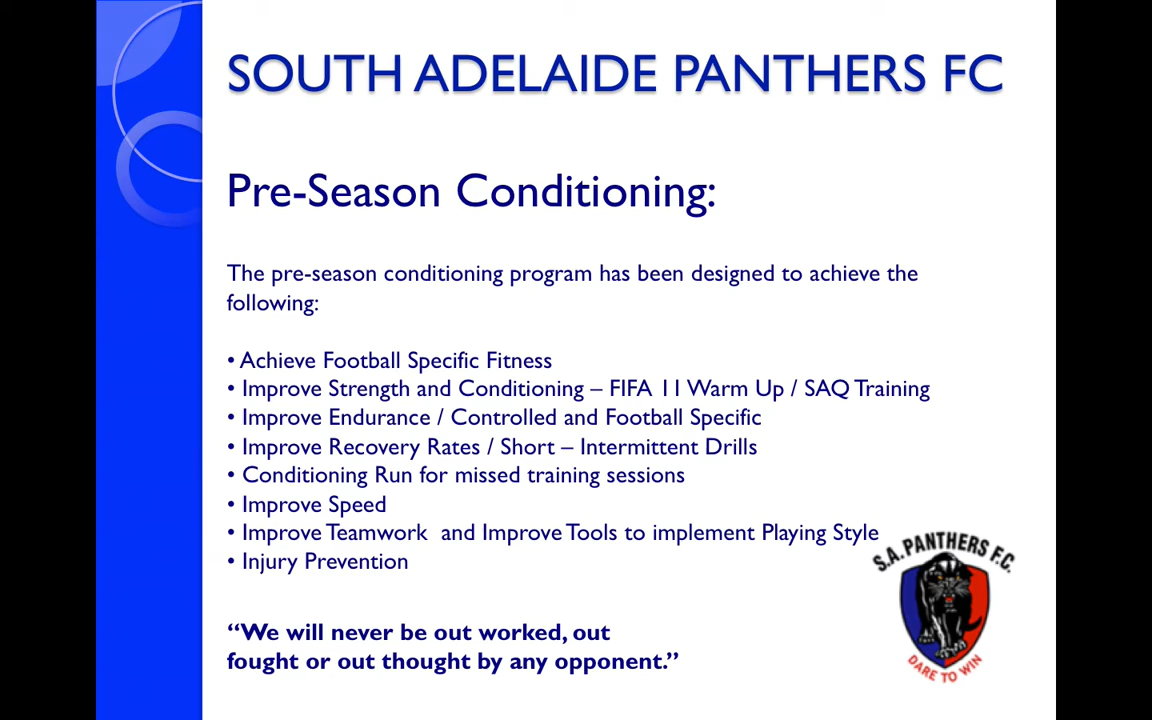 SOUTH ADELAIDE PANTHERS FC
Pre-Season Conditioning:
The pre-season conditioning program has been designed to achieve the
following:
• Achieve Football Specific Fitness
• Improve Strength and Conditioning – FIFA 11 Warm Up / SAQ Training
• Improve Endurance / Controlled and Football Specific
• Improve Recovery Rates / Short – Intermittent Drills
• Conditioning Run for missed training sessions
• Improve Speed
• Improve Teamwork and Improve Tools to implement Playing Style
• Injury Prevention
S.A. PANTHERS F.C.
DARE TO WIN
“We will never be out worked, out
fought or out thought by any opponent.”